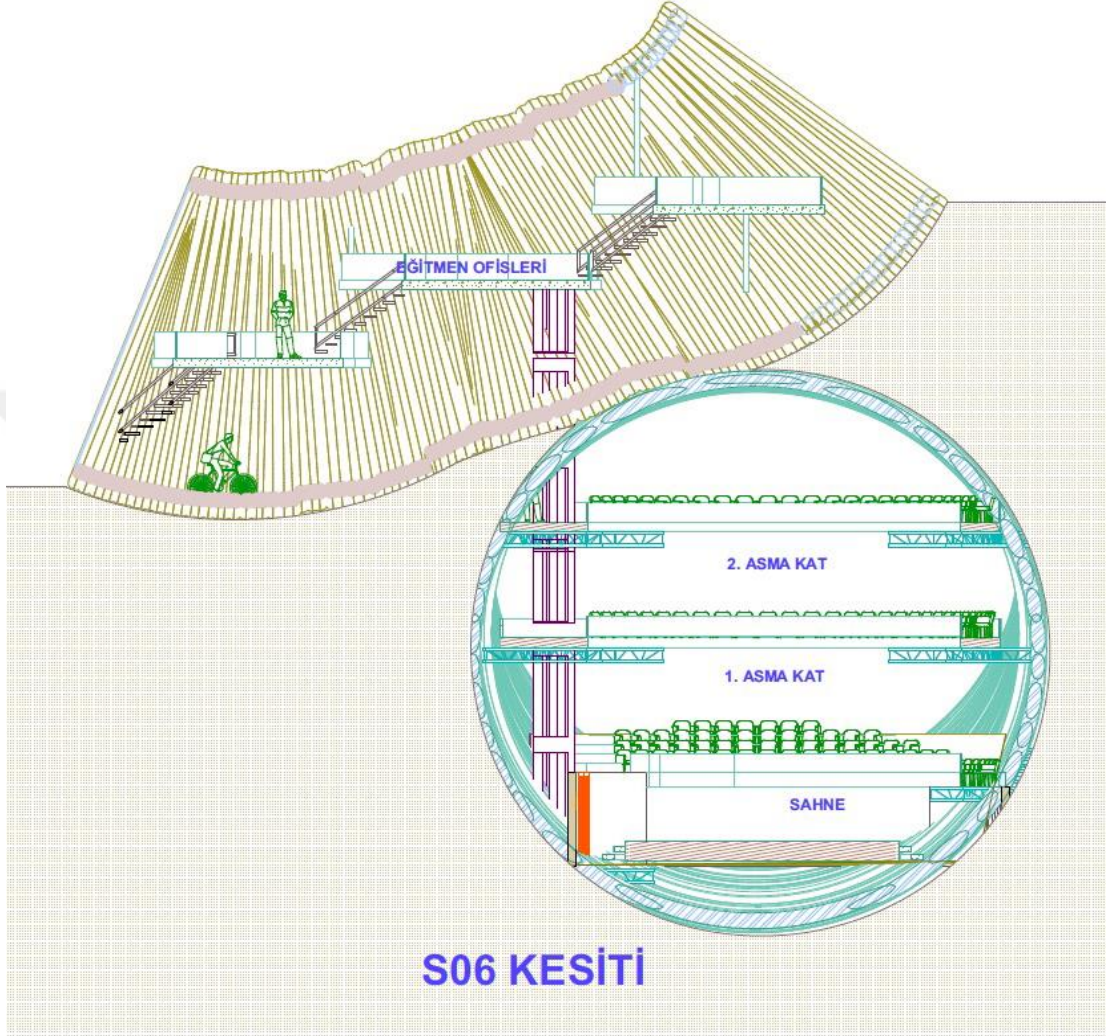 EĞİTMEN OFİSLERİ
2. ASMA KAT
1. ASMA KAT
SAHNE
S06 KESİTİ